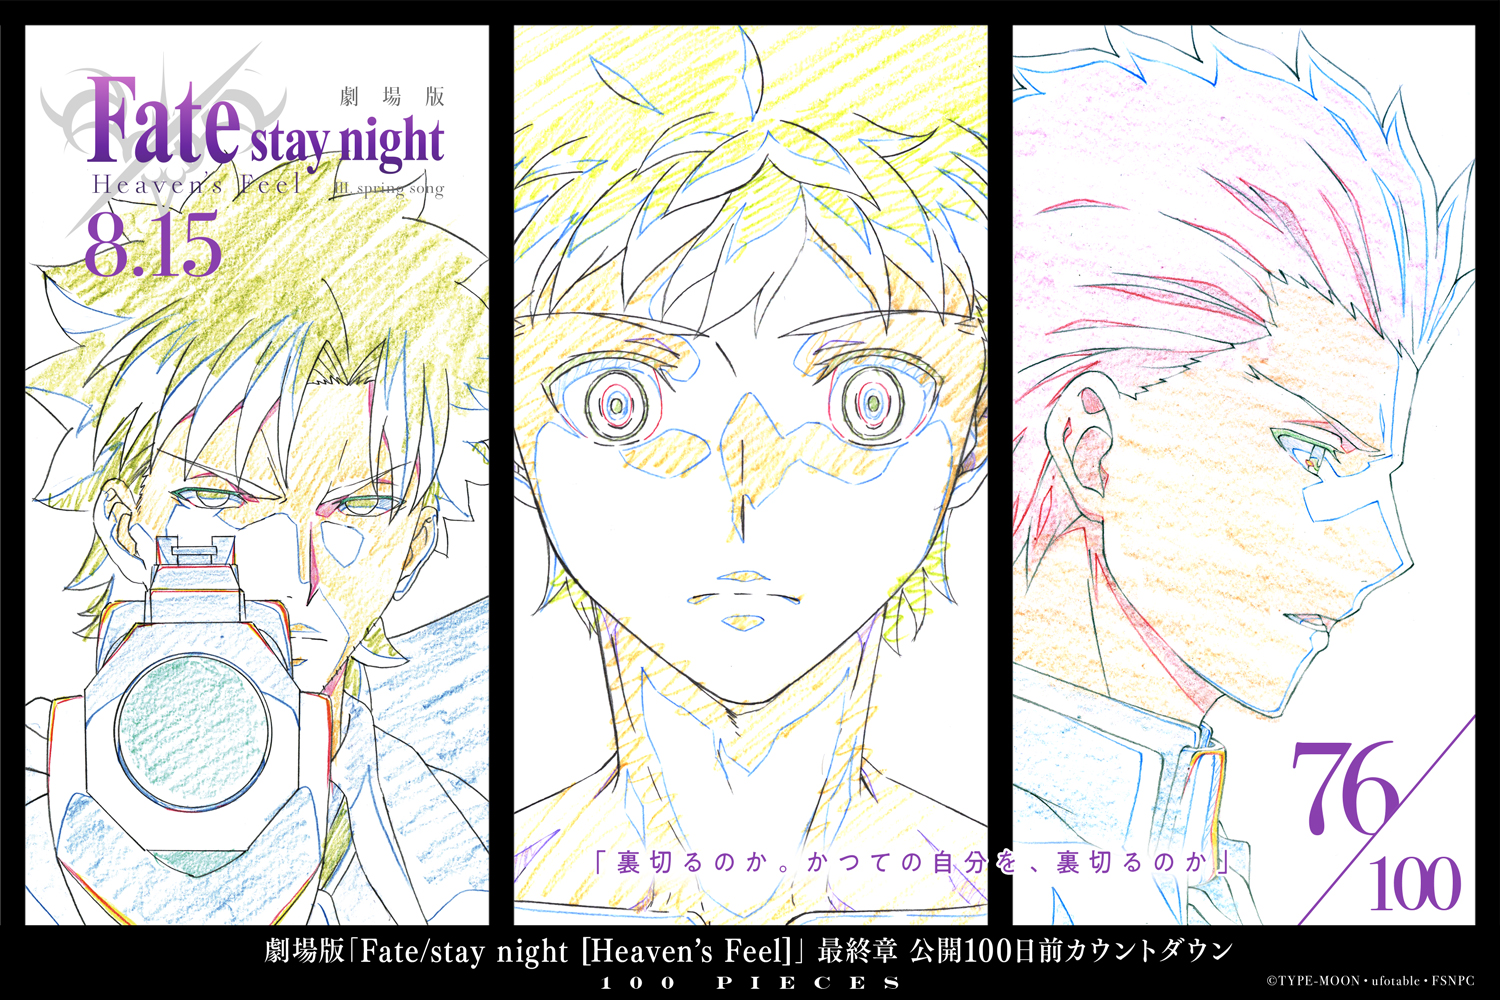 劇場版
Fate stay night
Heaven's Feel III. spring song
8.15
「裏切るのか。かつての自分を、裏切るのか」
76/100
劇場版「Fate/stay night [Heaven's Feel]」 最終章 公開100日前カウントダウン
100 PIECES
©TYPE-MOON・ufotable・FSNPC